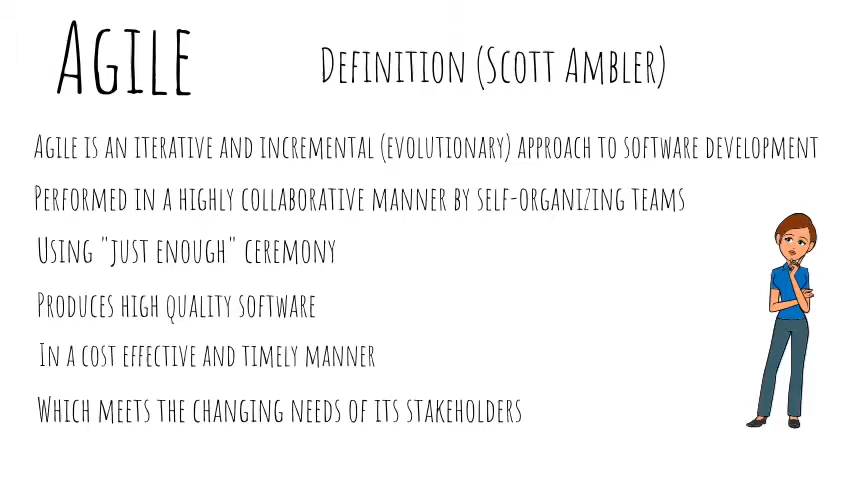 Agile
Definition (Scott Ambler)
Agile is an iterative and incremental (evolutionary) approach to software development
Performed in a highly collaborative manner by self-organizing teams
Using "just enough" ceremony
Produces high quality software
In a cost effective and timely manner
Which meets the changing needs of its stakeholders